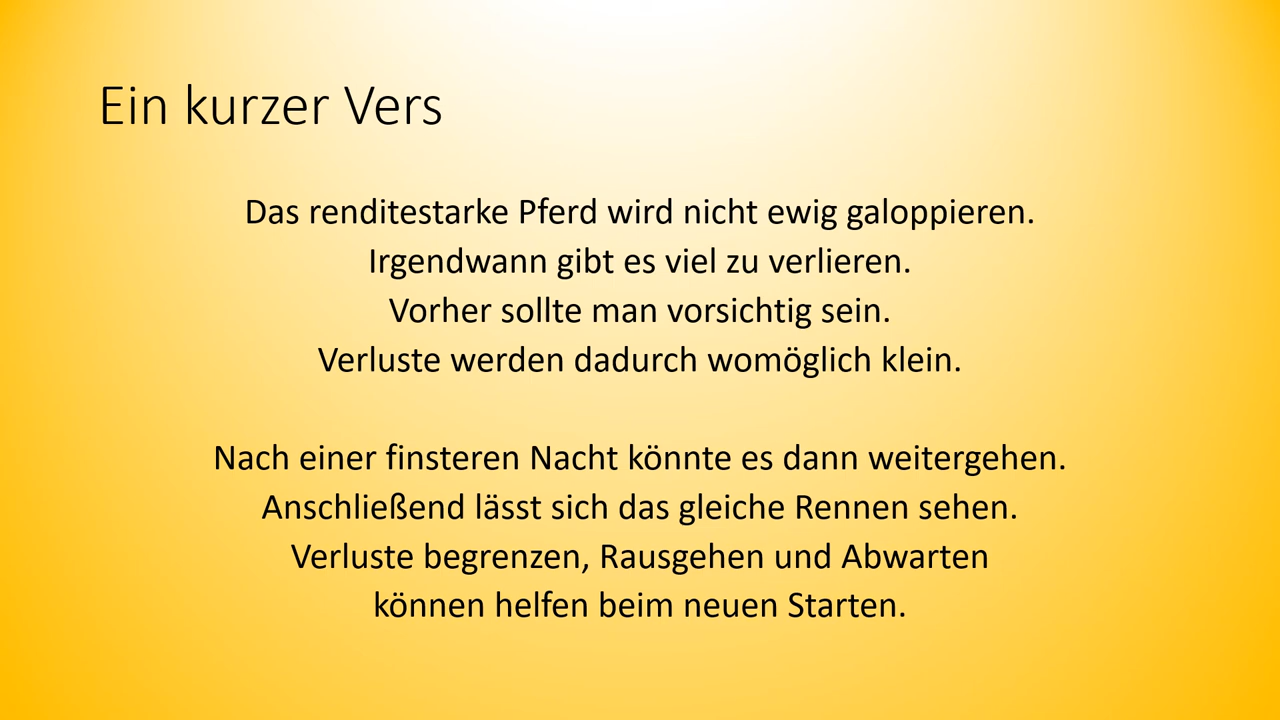 Ein kurzer Vers
Das renditestarke Pferd wird nicht ewig galoppieren.
Irgendwann gibt es viel zu verlieren.
Vorher sollte man vorsichtig sein.
Verluste werden dadurch womöglich klein.
Nach einer finsteren Nacht könnte es dann weitergehen.
Anschließend lässt sich das gleiche Rennen sehen.
Verluste begrenzen, Rausgehen und Abwarten
können helfen beim neuen Starten.